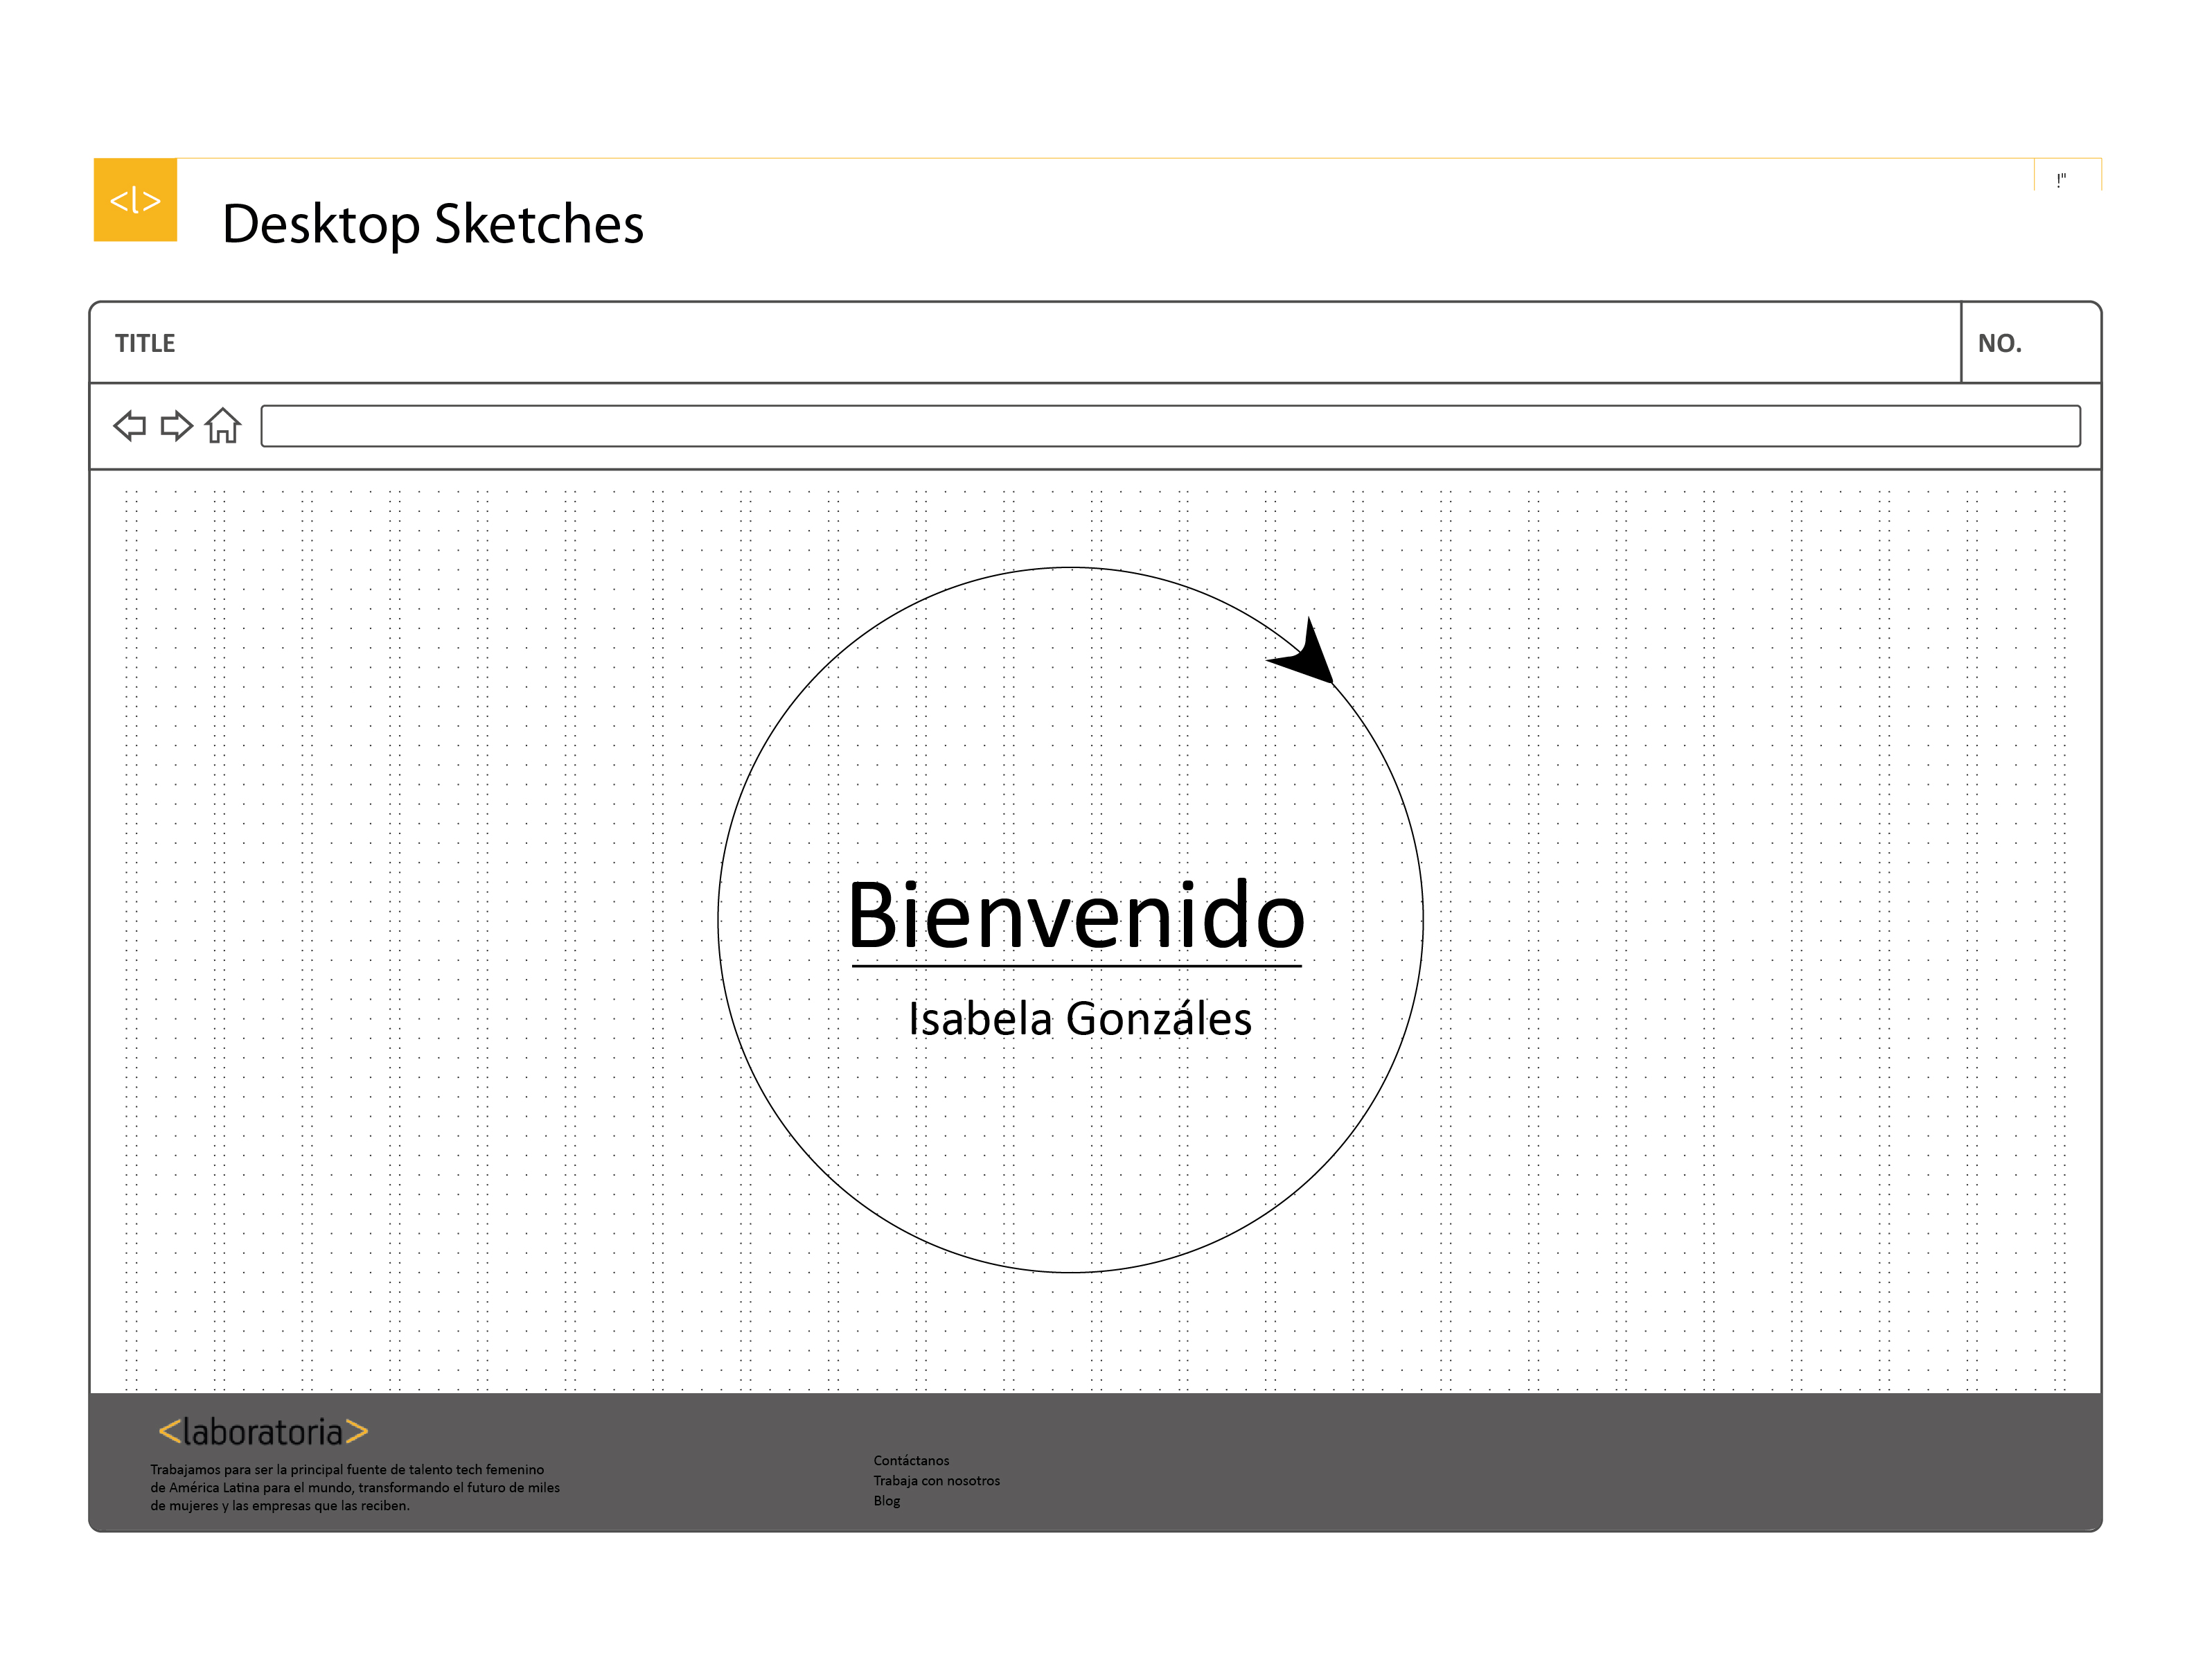 <l>
!"
Desktop Sketches
TITLE
NO.
Bienvenido
Isabela Gonzáles
<laboratoria>
Trabajamos para ser la principal fuente de talento tech femenino
de América Latina para el mundo, transformando el futuro de miles
de mujeres y las empresas que las reciben.
Contáctanos
Trabaja con nosotros
Blog